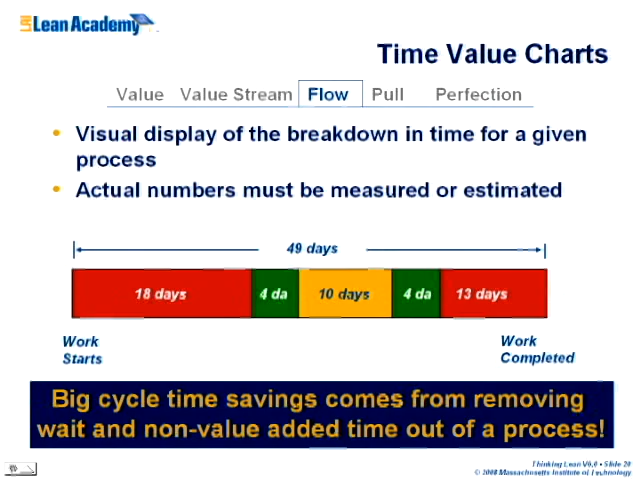 LAI Lean Academy
Time Value Charts
Value Value Stream Flow Pull Perfection
• Visual display of the breakdown in time for a given
process
• Actual numbers must be measured or estimated
49 days
18 days 4 da 10 days 4 da 13 days
Work
Starts
Work
Completed
Big cycle time savings comes from removing
wait and non-value added time out of a process!
Thinking Lean V6.0 • Slide 20
© 2008 Massachusetts Institute of Technology